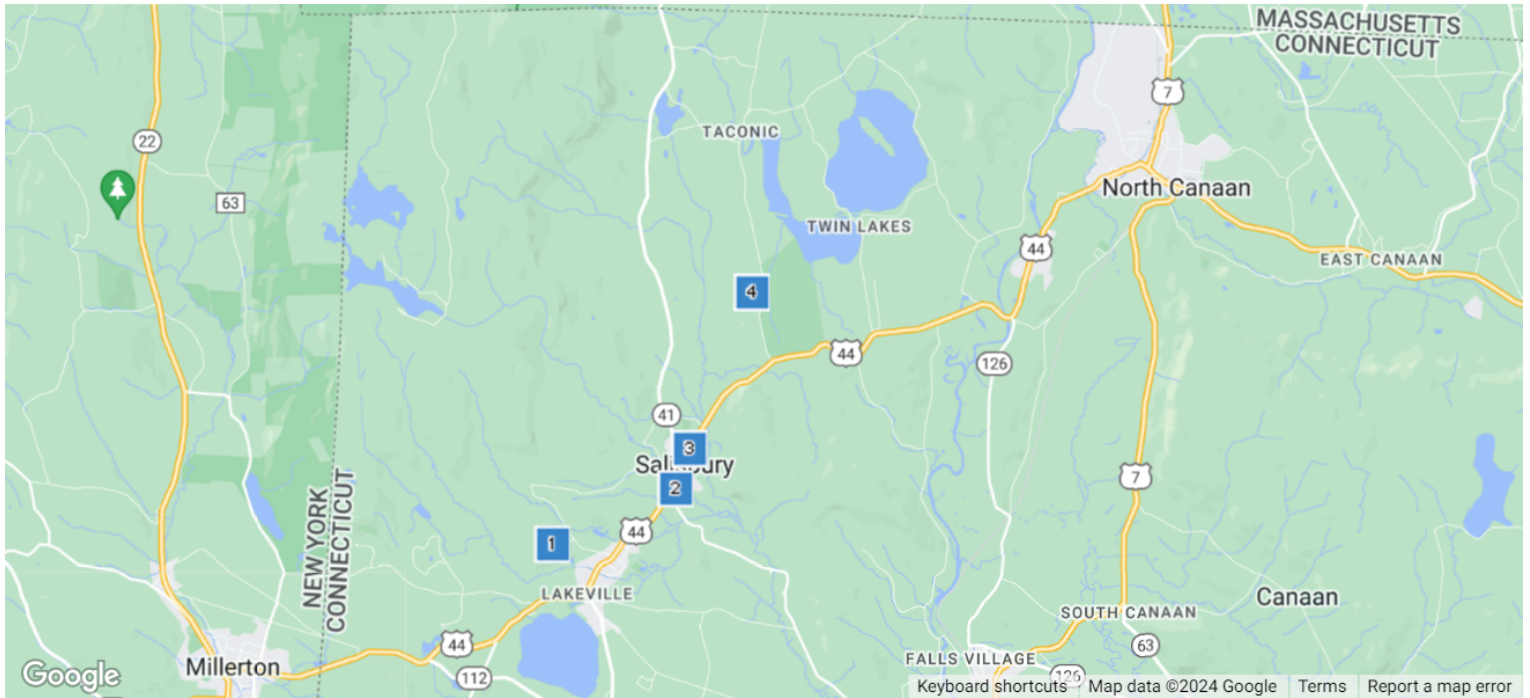 MASSACHUSETTS
CONNECTICUT
7
22
TACONIC
63
North Canaan
TWIN LAKES
44
EAST CANAAN
4
44
126
41
3
Salisbury
2
7
44
1
NEW YORK
CONNECTICUT
LAKEVILLE
Canaan
SOUTH CANAAN
44
63
Millerton
112
FALLS VILLAGE
126
Google
Keyboard shortcuts
Map data ©2024 Google
Terms
Report a map error